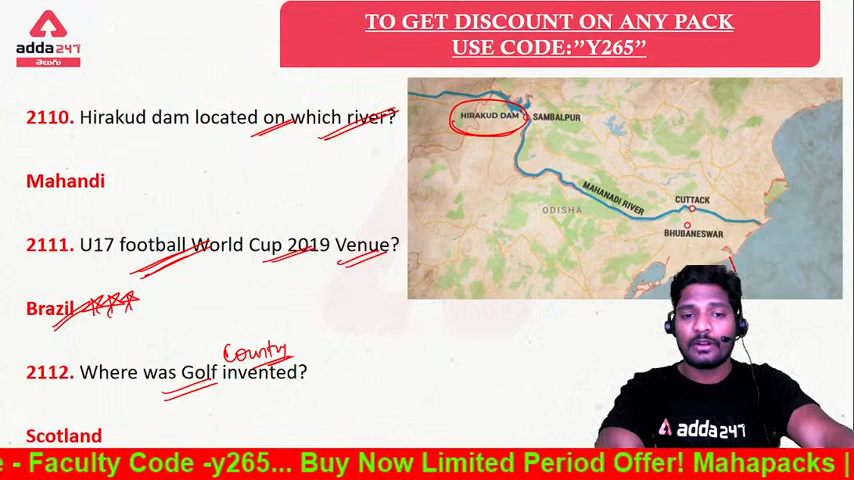 adda247
తెలుగు
TO GET DISCOUNT ON ANY PACK
USE CODE:"Y265"
2110. Hirakud dam located on which river?
Mahandi
2111. U17 football World Cup 2019 Venue?
Brazil
County
2112. Where was Golf invented?
Scotland
HIRAKUD DAM
SAMBALPUR
MAHANADI RIVER
ODISHA
CUTTACK
BHUBANESWAR
adda247
e - Faculty Code -y265... Buy Now Limited Period Offer! Mahapacks |